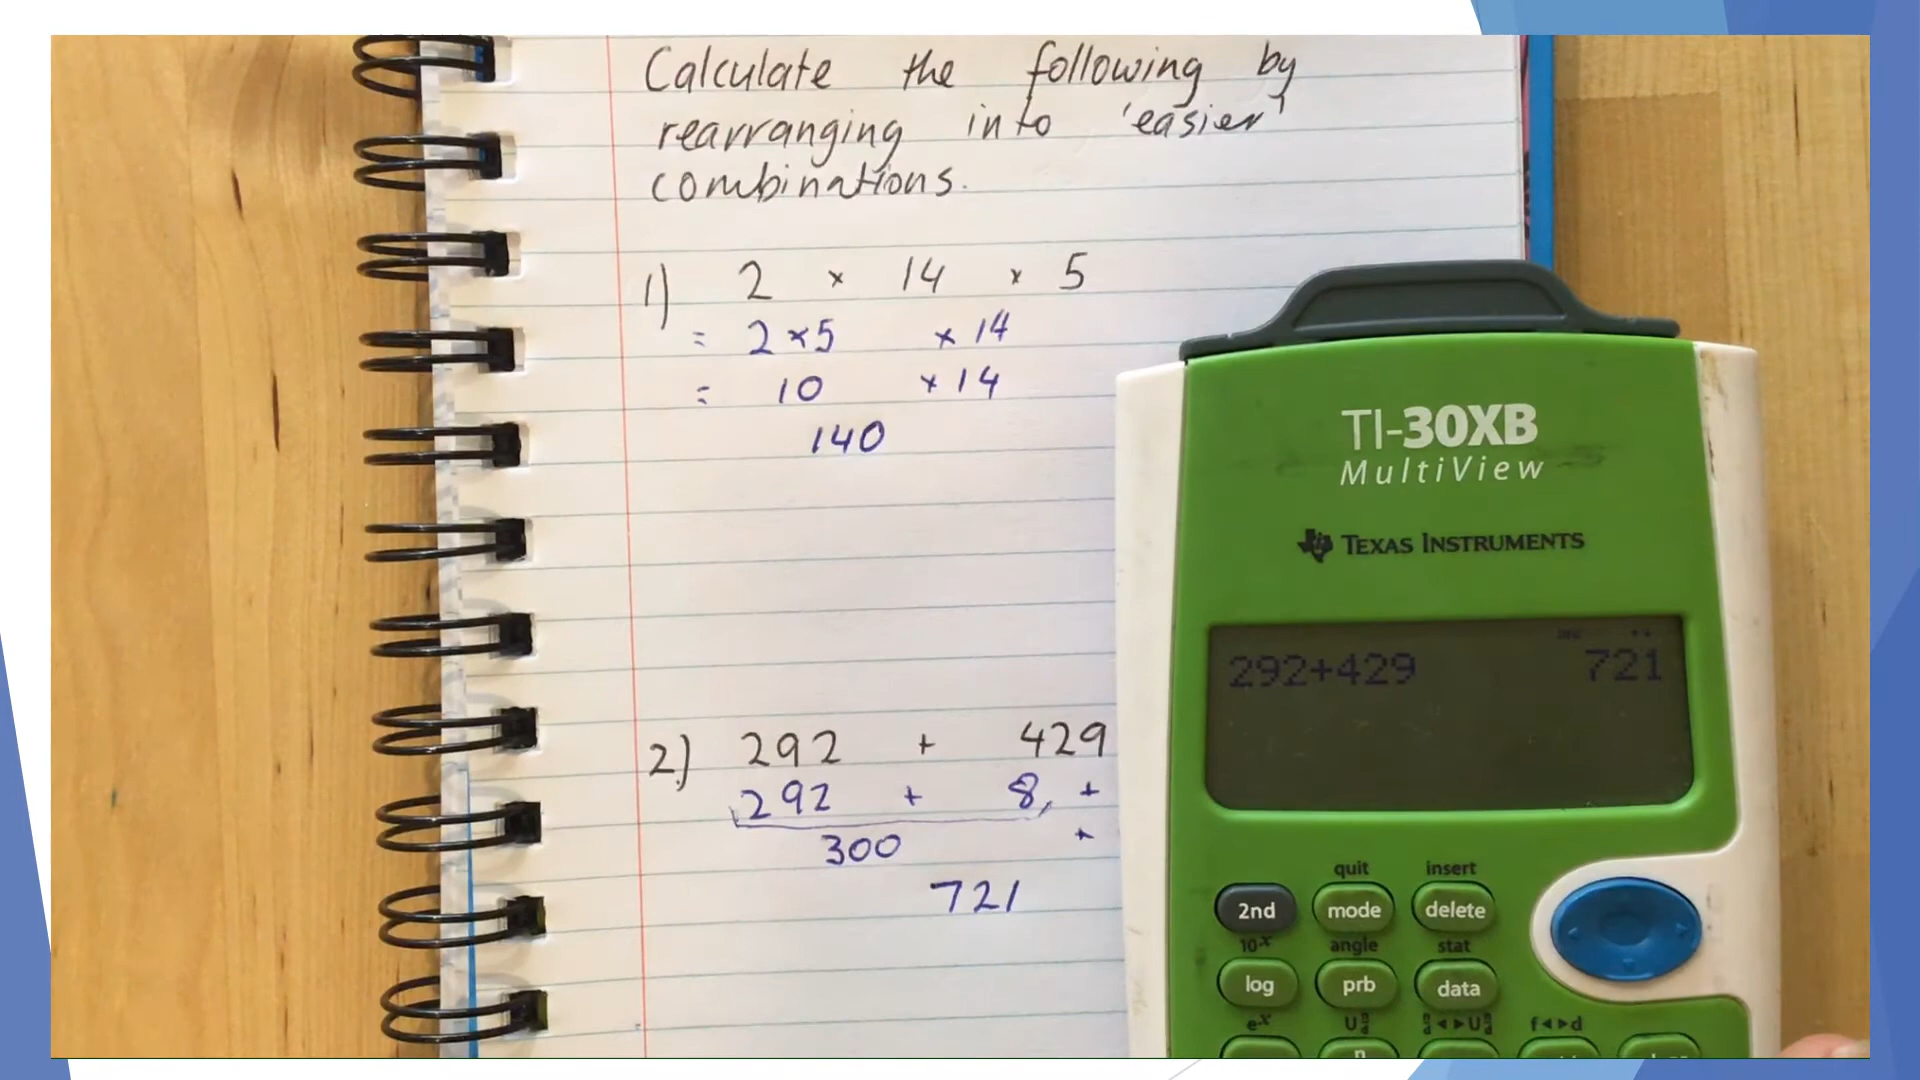 Calculate the following by
rearranging into 'easier'
combinations.
1) 2 × 14 × 5
= 2 × 5 × 14
= 10 × 14
140
2) 292 + 429
292 + 8, +
300 +
721
TI-30XB
MultiView
TEXAS INSTRUMENTS
292+429 721
quit insert
2nd mode delete
10ˣ angle stat
log prb data
eˣ U n/d n/d ◄► U n/d f◄►d
n